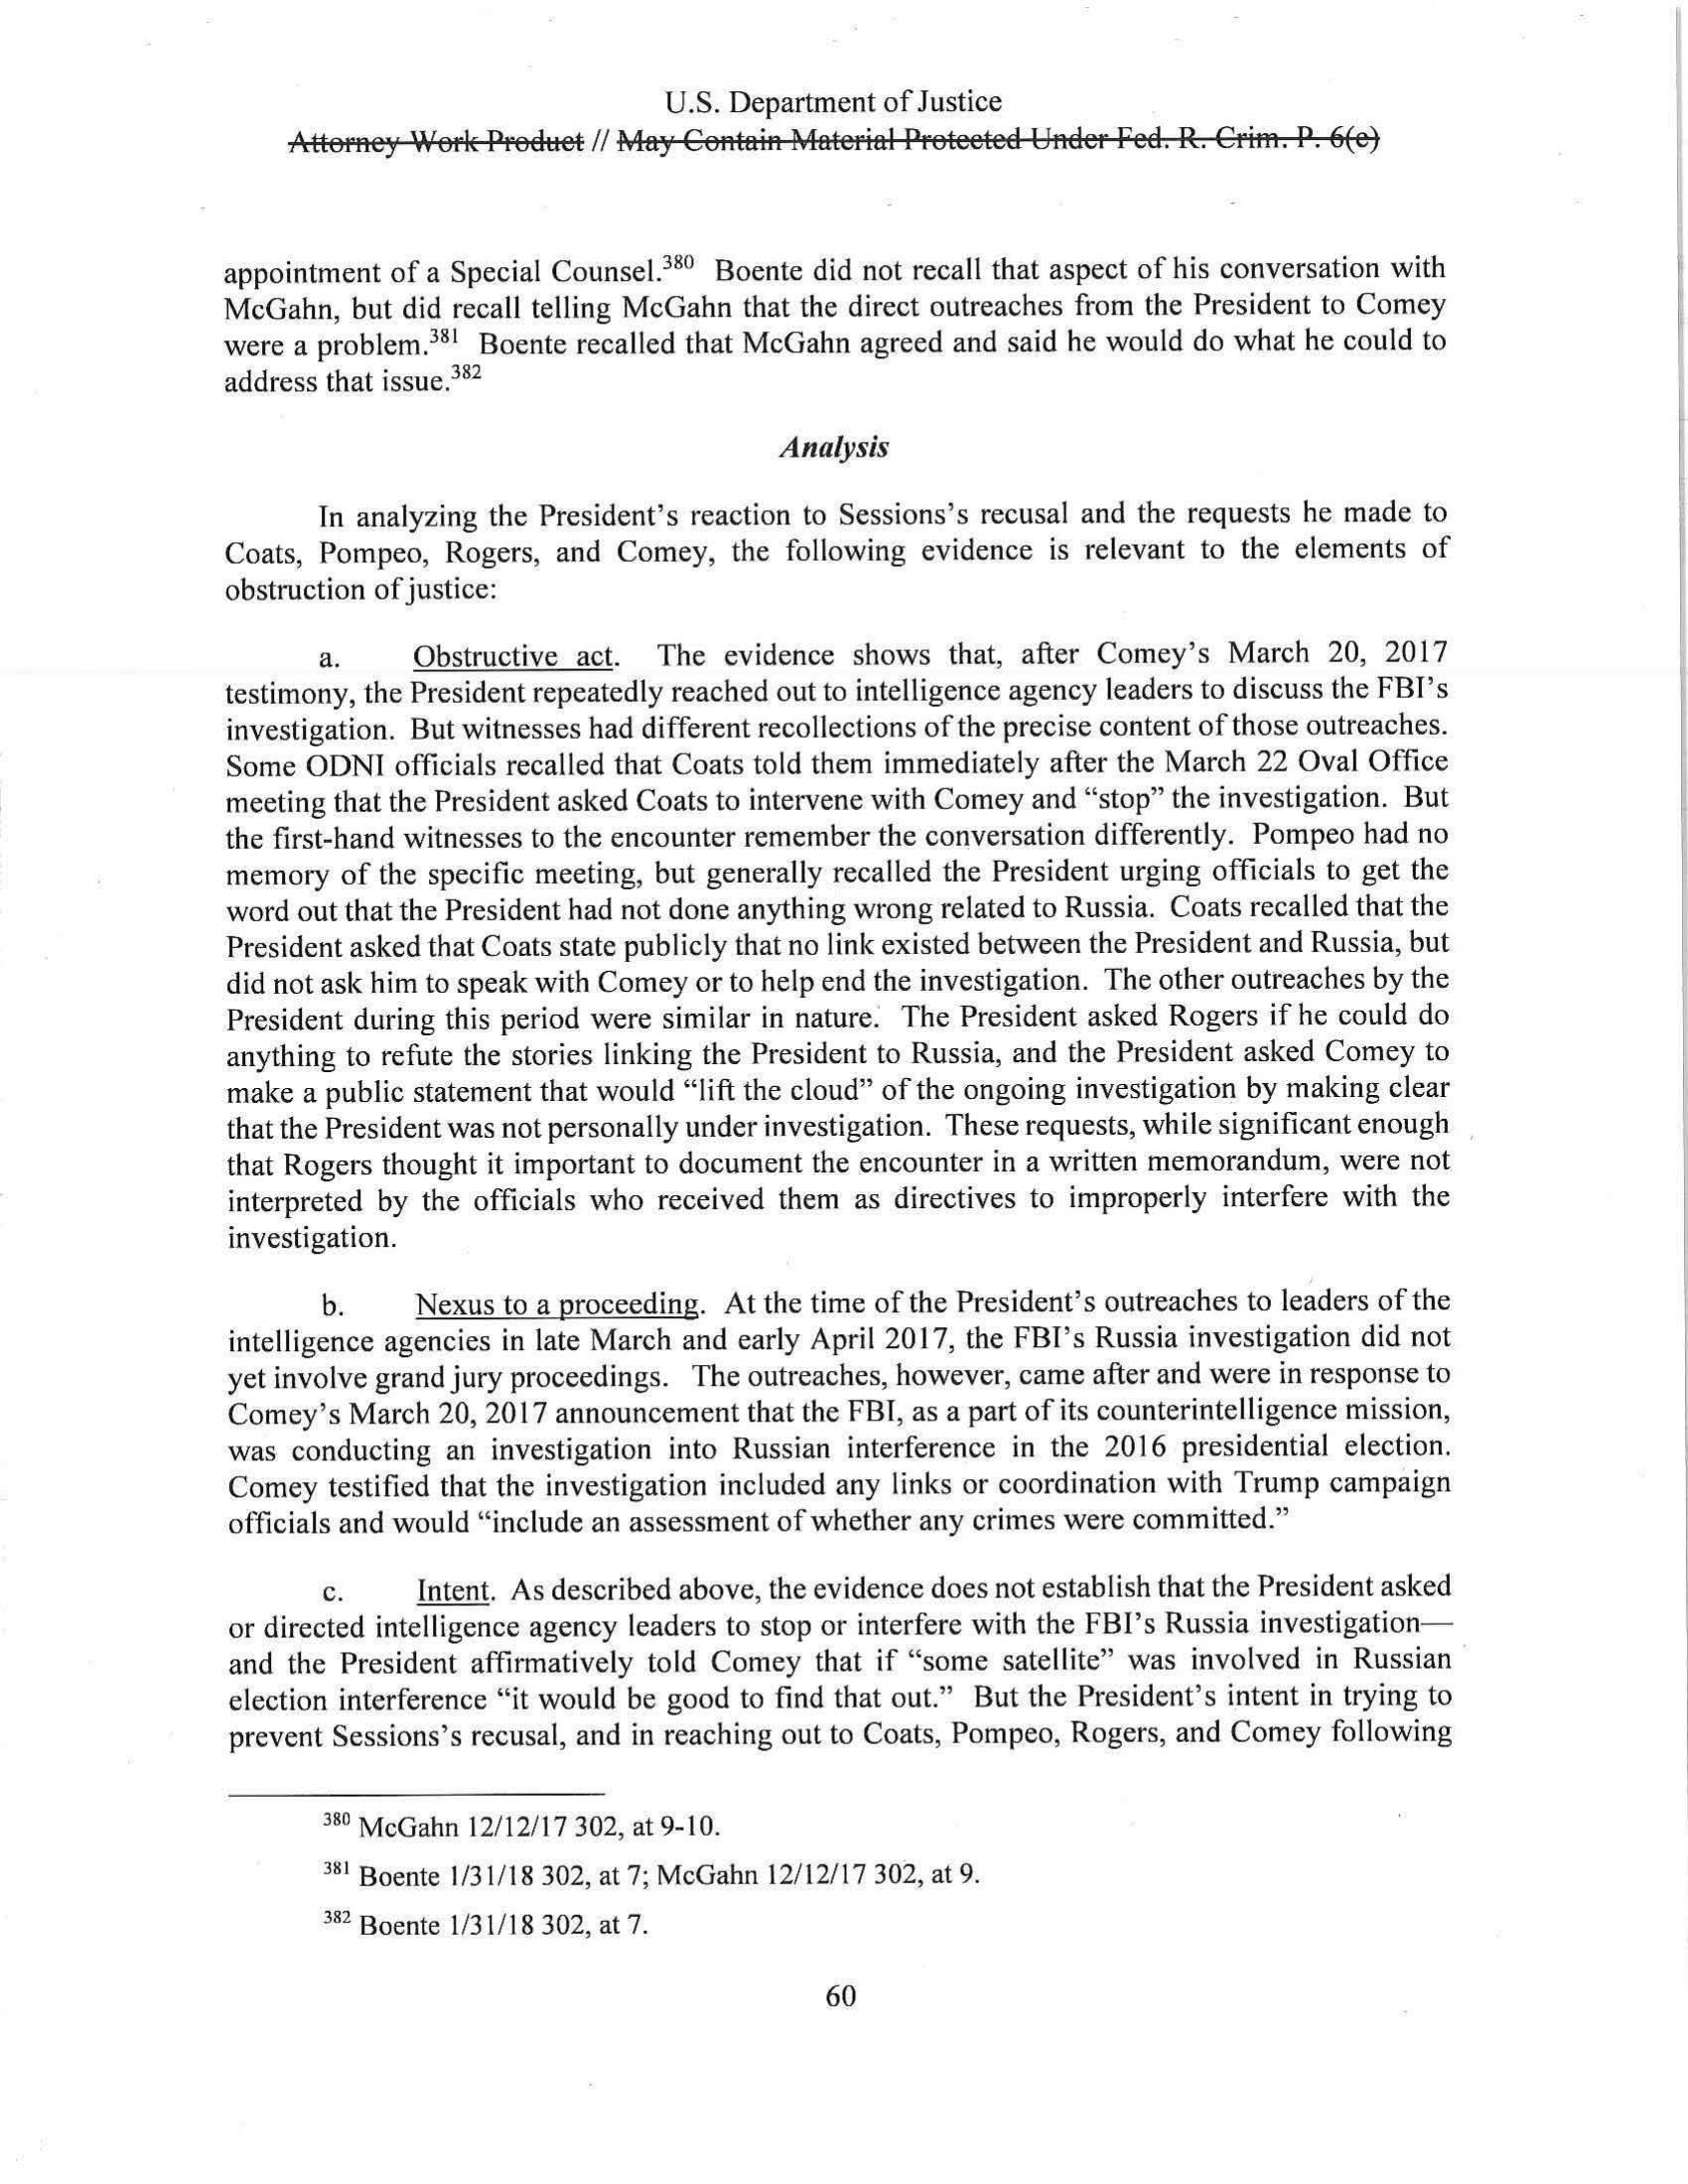 U.S. Department of Justice
Attorney Work Product // May Contain Material Protected Under Fed. R. Crim. P. 6(e)
appointment of a Special Counsel.380 Boente did not recall that aspect of his conversation with
McGahn, but did recall telling McGahn that the direct outreaches from the President to Comey
were a problem.381 Boente recalled that McGahn agreed and said he would do what he could to
address that issue.382
Analysis
In analyzing the President's reaction to Sessions's recusal and the requests he made to
Coats, Pompeo, Rogers, and Comey, the following evidence is relevant to the elements of
obstruction of justice:
a. Obstructive act. The evidence shows that, after Comey's March 20, 2017
testimony, the President repeatedly reached out to intelligence agency leaders to discuss the FBI's
investigation. But witnesses had different recollections of the precise content of those outreaches.
Some ODNI officials recalled that Coats told them immediately after the March 22 Oval Office
meeting that the President asked Coats to intervene with Comey and “stop” the investigation. But
the first-hand witnesses to the encounter remember the conversation differently. Pompeo had no
memory of the specific meeting, but generally recalled the President urging officials to get the
word out that the President had not done anything wrong related to Russia. Coats recalled that the
President asked that Coats state publicly that no link existed between the President and Russia, but
did not ask him to speak with Comey or to help end the investigation. The other outreaches by the
President during this period were similar in nature. The President asked Rogers if he could do
anything to refute the stories linking the President to Russia, and the President asked Comey to
make a public statement that would “lift the cloud” of the ongoing investigation by making clear
that the President was not personally under investigation. These requests, while significant enough
that Rogers thought it important to document the encounter in a written memorandum, were not
interpreted by the officials who received them as directives to improperly interfere with the
investigation.
b. Nexus to a proceeding. At the time of the President's outreaches to leaders of the
intelligence agencies in late March and early April 2017, the FBI's Russia investigation did not
yet involve grand jury proceedings. The outreaches, however, came after and were in response to
Comey's March 20, 2017 announcement that the FBI, as a part of its counterintelligence mission,
was conducting an investigation into Russian interference in the 2016 presidential election.
Comey testified that the investigation included any links or coordination with Trump campaign
officials and would “include an assessment of whether any crimes were committed.”
c. Intent. As described above, the evidence does not establish that the President asked
or directed intelligence agency leaders to stop or interfere with the FBI's Russia investigation—
and the President affirmatively told Comey that if “some satellite” was involved in Russian
election interference “it would be good to find that out.” But the President's intent in trying to
prevent Sessions's recusal, and in reaching out to Coats, Pompeo, Rogers, and Comey following
380 McGahn 12/12/17 302, at 9-10.
381 Boente 1/31/18 302, at 7; McGahn 12/12/17 302, at 9.
382 Boente 1/31/18 302, at 7.
60